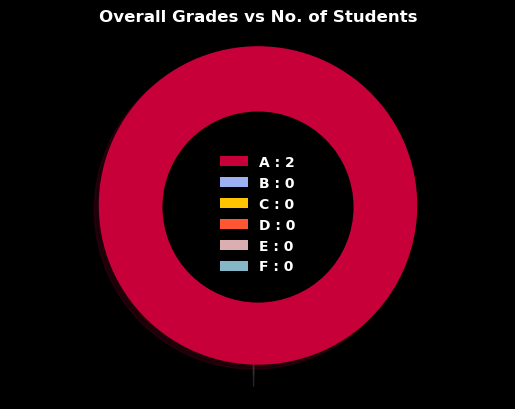 Overall Grades vs No. of Students
A : 2
B : 0
C : 0
D : 0
E : 0
F : 0